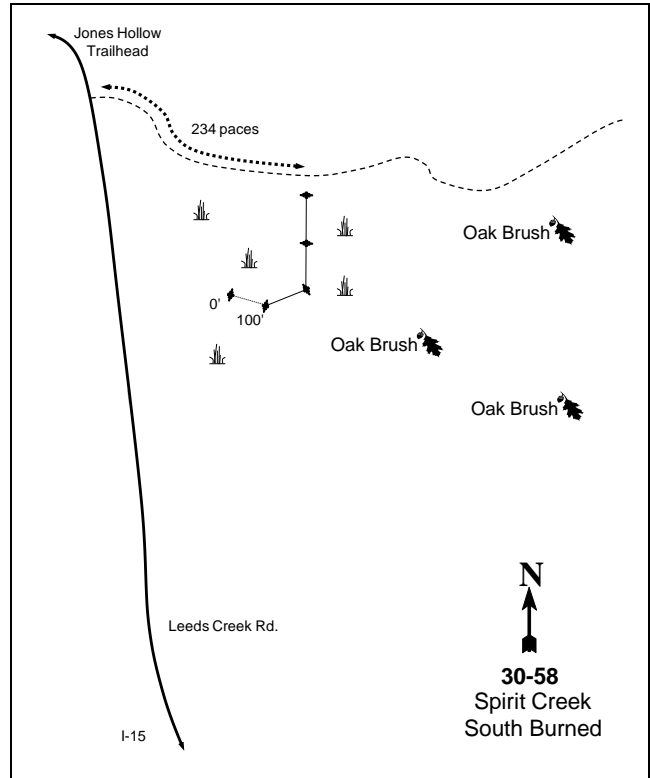 Jones Hollow
Trailhead
234 paces
Oak Brush
0'
100'
Oak Brush
Oak Brush
N
Leeds Creek Rd.
30-58
Spirit Creek
South Burned
I-15